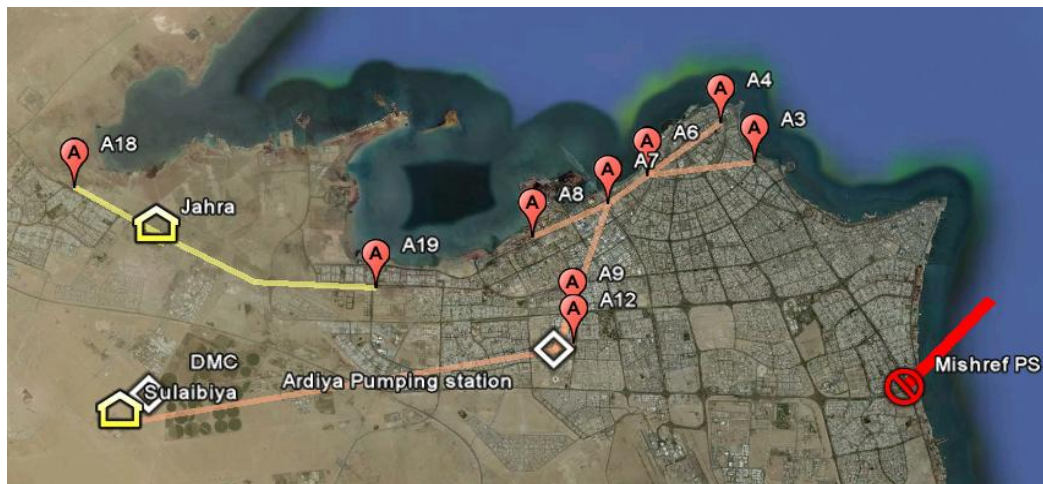 A4
A
A3
A
A6
A
A18
A
A7
A
A8
A
Jahra
A19
A
A9
A
A12
A
DMC
Sulaibiya
Ardiya Pumping station
Mishref PS